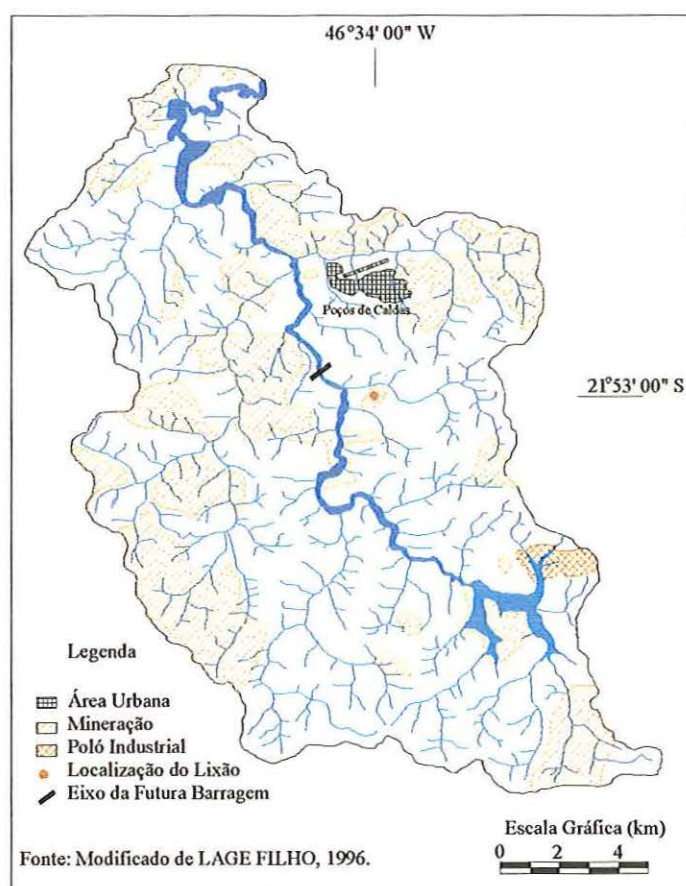 46°34' 00" W
Poços de Caldas
21°53' 00" S
Legenda
Área Urbana
Mineração
Poló Industrial
Localização do Lixão
Eixo da Futura Barragem
Escala Gráfica (km)
0 2 4
Fonte: Modificado de LAGE FILHO, 1996.